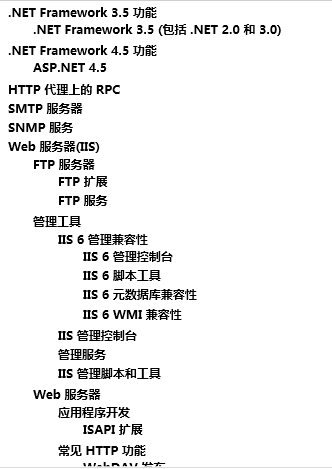 .NET Framework 3.5 功能
.NET Framework 3.5 (包括 .NET 2.0 和 3.0)
.NET Framework 4.5 功能
ASP.NET 4.5
HTTP 代理上的 RPC
SMTP 服务器
SNMP 服务
Web 服务器(IIS)
FTP 服务器
FTP 扩展
FTP 服务
管理工具
IIS 6 管理兼容性
IIS 6 管理控制台
IIS 6 脚本工具
IIS 6 元数据库兼容性
IIS 6 WMI 兼容性
IIS 管理控制台
管理服务
IIS 管理脚本和工具
Web 服务器
应用程序开发
ISAPI 扩展
常见 HTTP 功能
WebDAV 发布